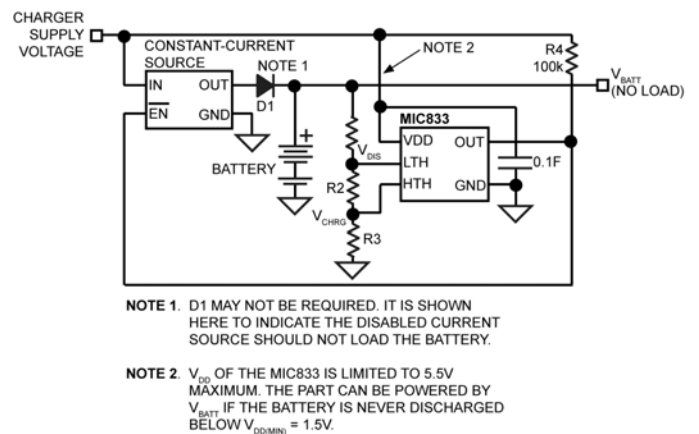 CHARGER
SUPPLY
VOLTAGE
CONSTANT-CURRENT
SOURCE
NOTE 1
NOTE 2
R4
100k
V_BATT
(NO LOAD)
IN
OUT
D1
EN
GND
MIC833
VDD
OUT
V_DIS
LTH
0.1F
BATTERY
+
R2
HTH
GND
V_CHRG
R3
NOTE 1. D1 MAY NOT BE REQUIRED. IT IS SHOWN
HERE TO INDICATE THE DISABLED CURRENT
SOURCE SHOULD NOT LOAD THE BATTERY.
NOTE 2. V_DD OF THE MIC833 IS LIMITED TO 5.5V
MAXIMUM. THE PART CAN BE POWERED BY
V_BATT IF THE BATTERY IS NEVER DISCHARGED
BELOW V_DD(MIN) = 1.5V.